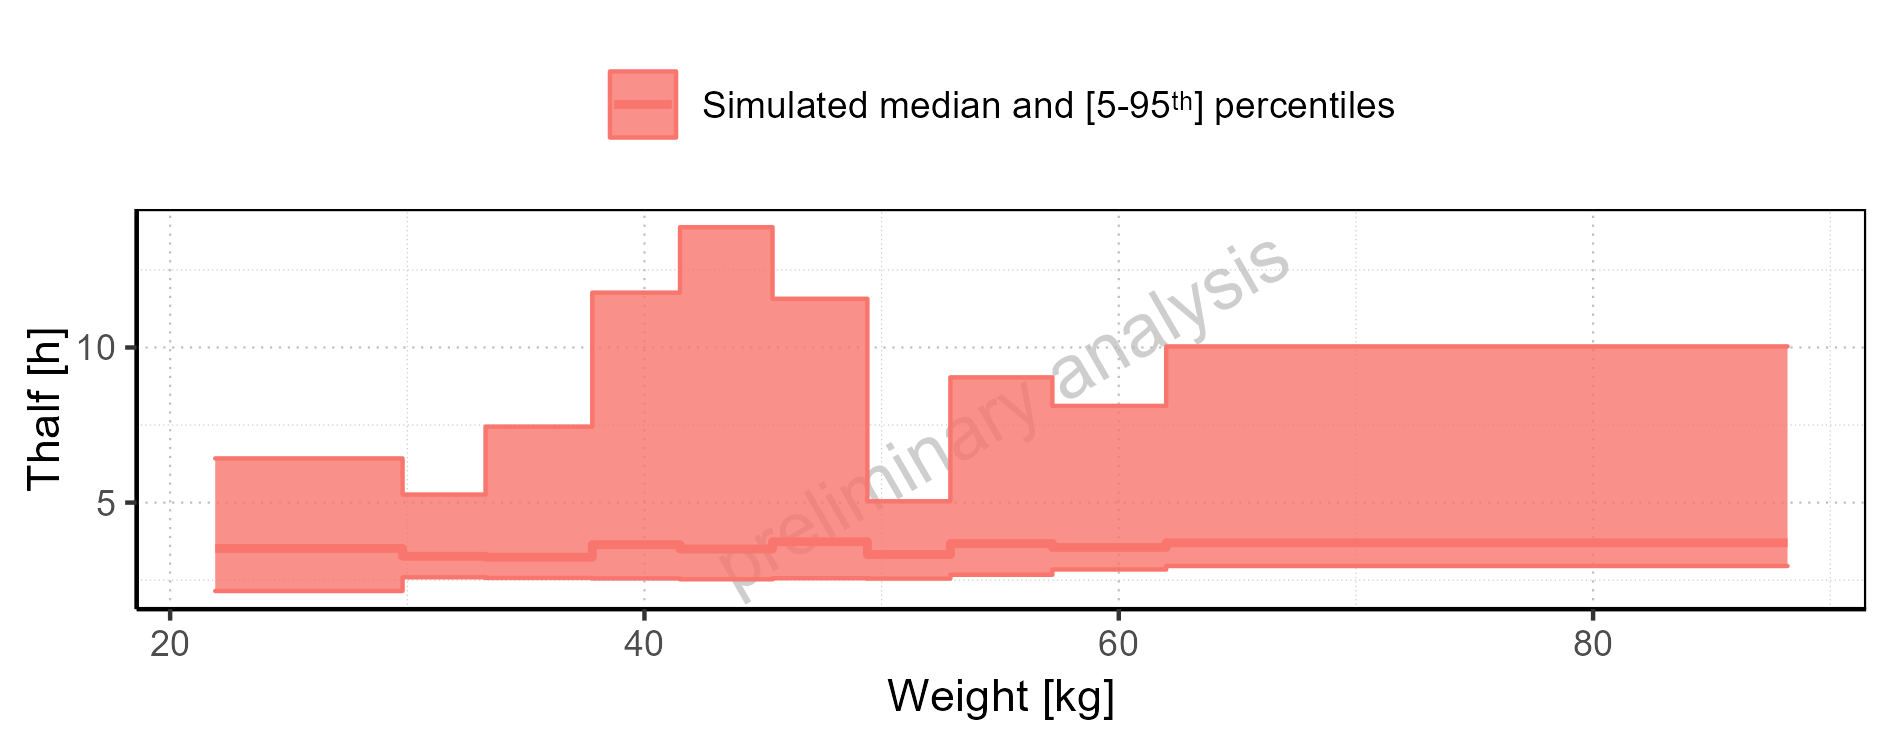 Simulated median and [5-95th] percentiles
preliminary analysis
Thalf [h]
10
5
20 40 60 80
Weight [kg]